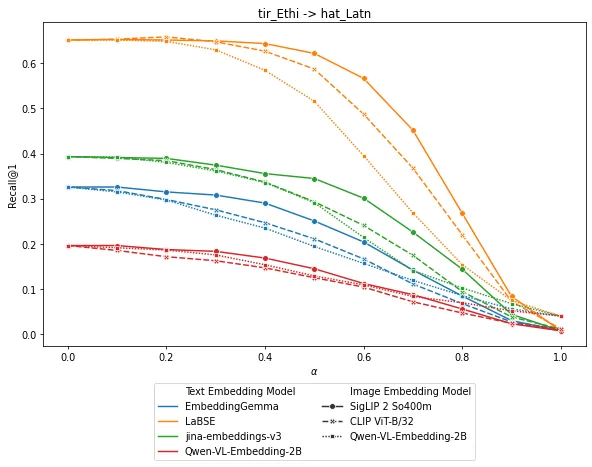 tir_Ethi -> hat_Latn
Recall@1
0.6
0.5
0.4
0.3
0.2
0.1
0.0
0.0 0.2 0.4 0.6 0.8 1.0
α
Text Embedding Model Image Embedding Model
EmbeddingGemma SigLIP 2 So400m
LaBSE CLIP ViT-B/32
jina-embeddings-v3 Qwen-VL-Embedding-2B
Qwen-VL-Embedding-2B